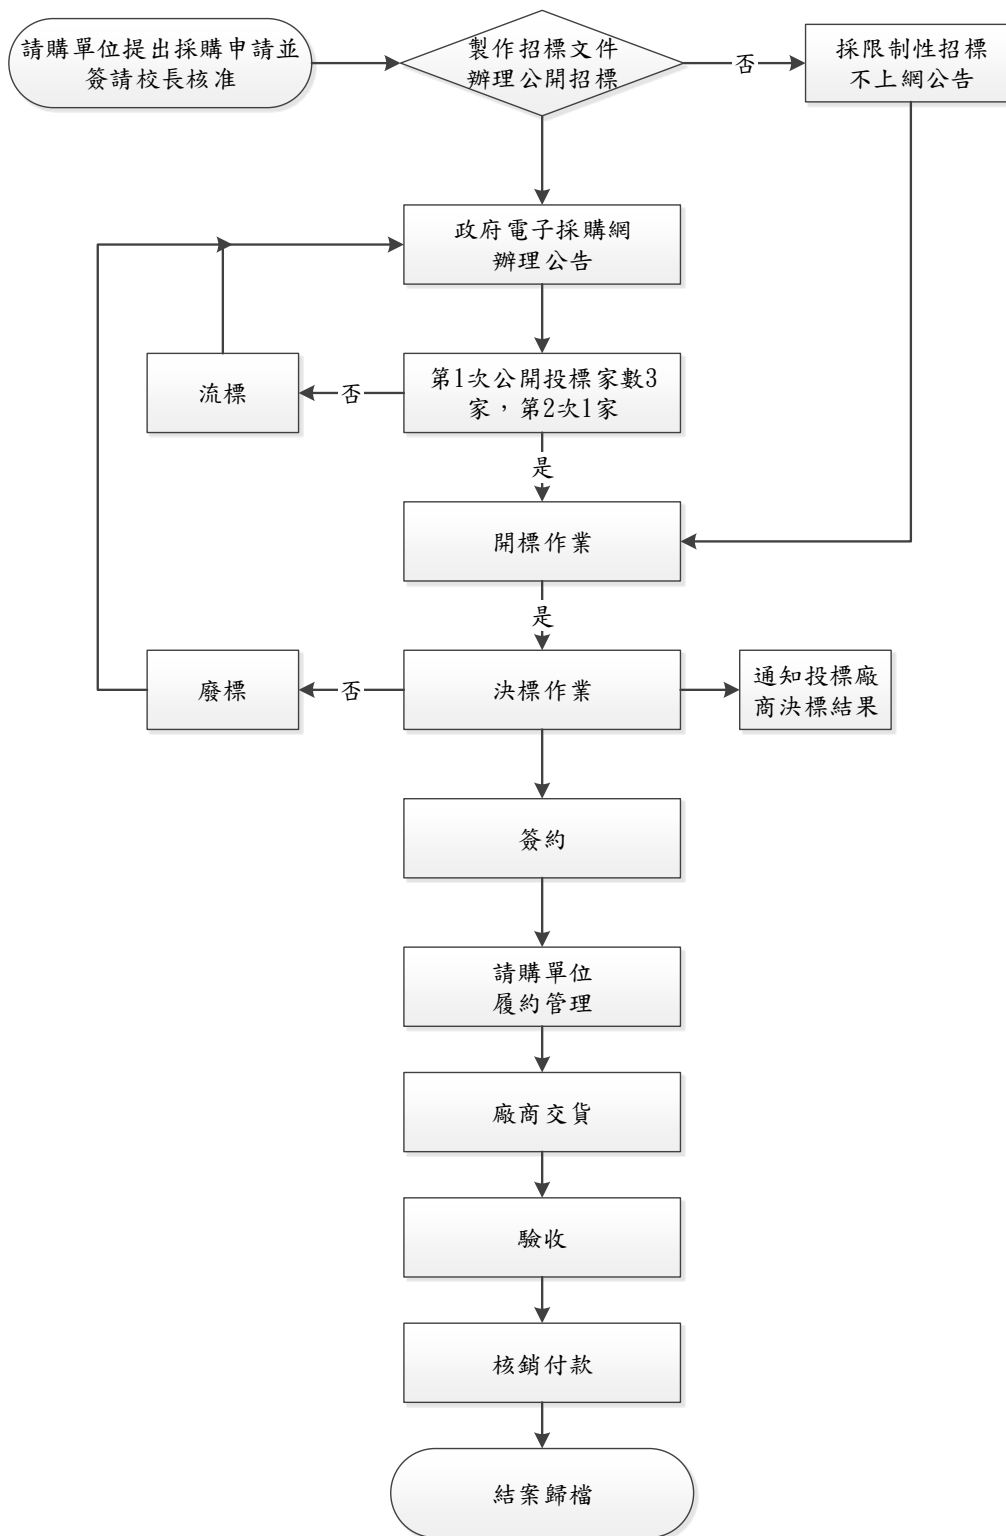 請購單位提出採購申請並
簽請校長核准
製作招標文件
辦理公開招標
否
採限制性招標
不上網公告
政府電子採購網
辦理公告
流標
否
第1次公開投標家數3
家，第2次1家
是
開標作業
是
廢標
否
決標作業
通知投標廠
商決標結果
簽約
請購單位
履約管理
廠商交貨
驗收
核銷付款
結案歸檔